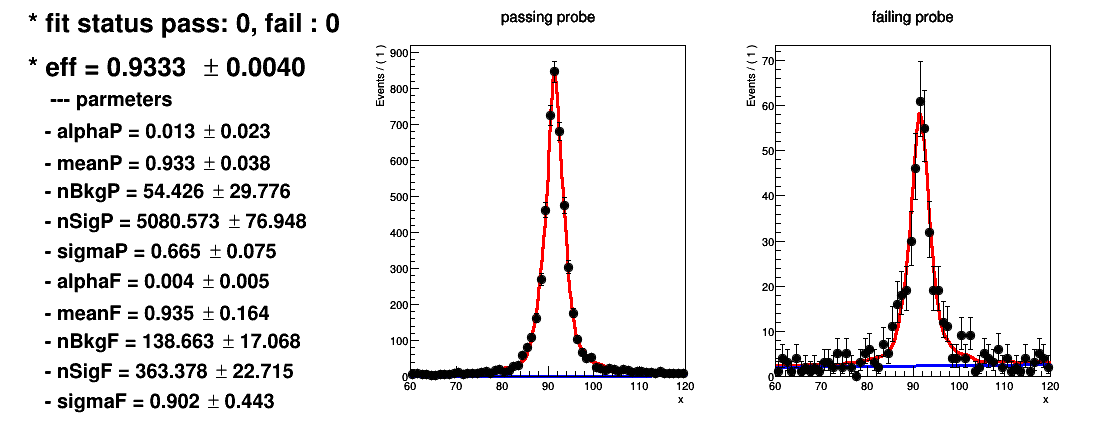 * fit status pass: 0, fail : 0
* eff = 0.9333 ± 0.0040
--- parmeters
- alphaP = 0.013 ± 0.023
- meanP = 0.933 ± 0.038
- nBkgP = 54.426 ± 29.776
- nSigP = 5080.573 ± 76.948
- sigmaP = 0.665 ± 0.075
- alphaF = 0.004 ± 0.005
- meanF = 0.935 ± 0.164
- nBkgF = 138.663 ± 17.068
- nSigF = 363.378 ± 22.715
- sigmaF = 0.902 ± 0.443
passing probe
Events / ( 1 )
900
800
700
600
500
400
300
200
100
0
60 70 80 90 100 110 120
x
failing probe
Events / ( 1 )
70
60
50
40
30
20
10
0
60 70 80 90 100 110 120
x